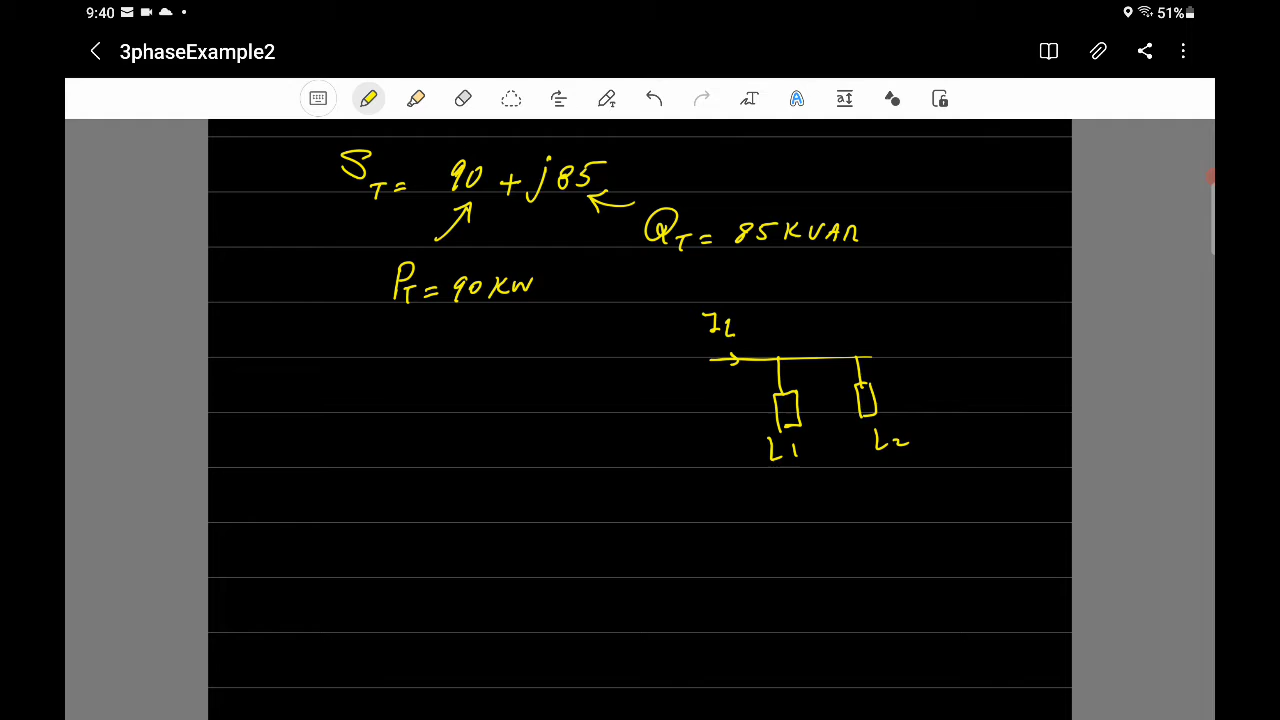 9:40
51%
3phaseExample2
S_T = 90 + j85
Q_T = 85 KVAR
P_T = 90 KW
I_L
L1
L2